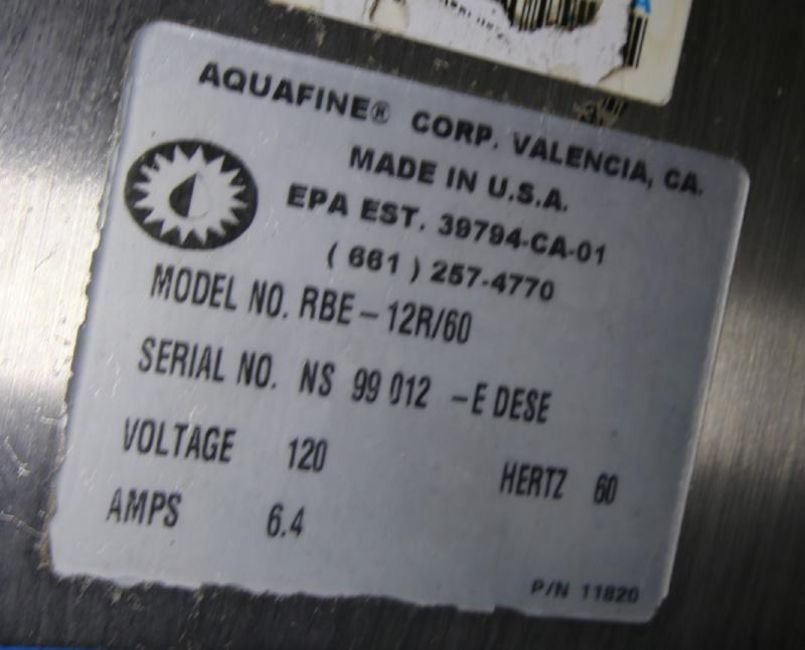 AQUAFINE® CORP. VALENCIA, CA.
MADE IN U.S.A.
EPA EST. 39794-CA-01
( 661 ) 257-4770
MODEL NO. RBE - 12R/60
SERIAL NO. NS 99 012 -E DESE
VOLTAGE 120 HERTZ 60
AMPS 6.4
P/N 11820